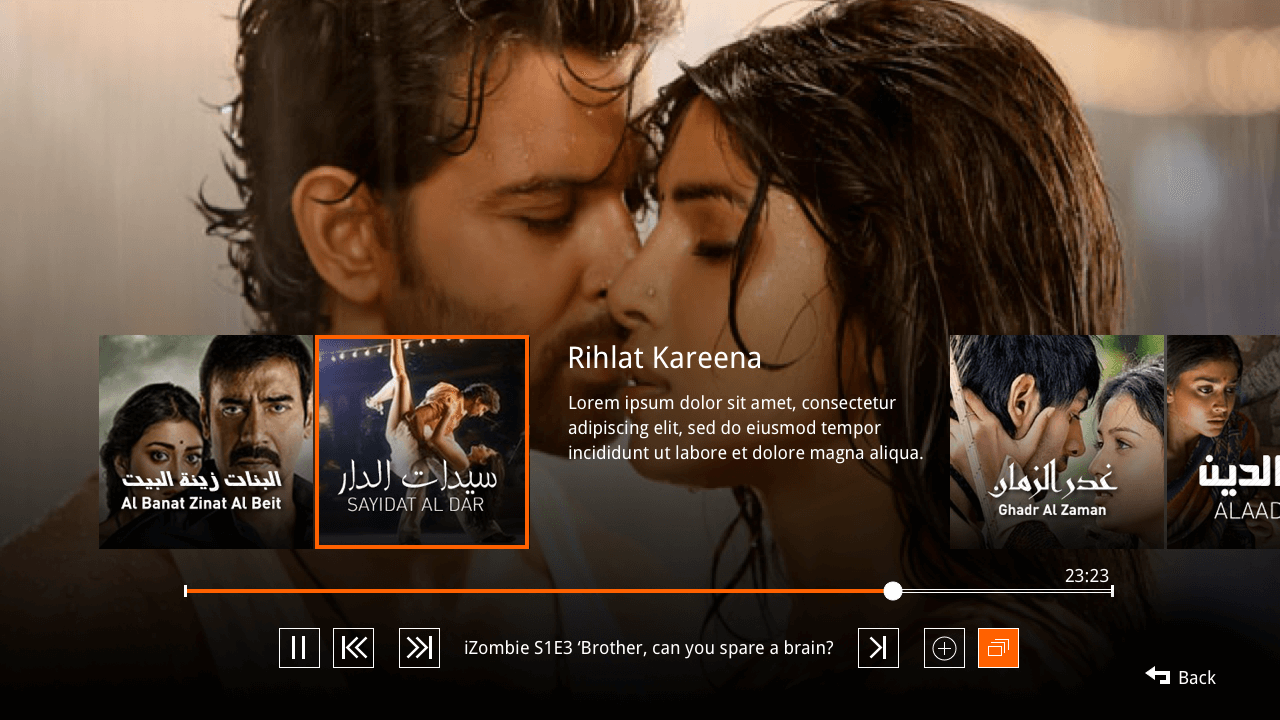 البنات زينة البيت
Al Banat Zinat Al Beit
سيدات الدار
SAYIDAT AL DAR
Rihlat Kareena
Lorem ipsum dolor sit amet, consectetur
adipiscing elit, sed do eiusmod tempor
incididunt ut labore et dolore magna aliqua.
غدر الزمان
Ghadr Al Zaman
الدين
ALAAD
23:23
iZombie S1E3 ‘Brother, can you spare a brain?
Back